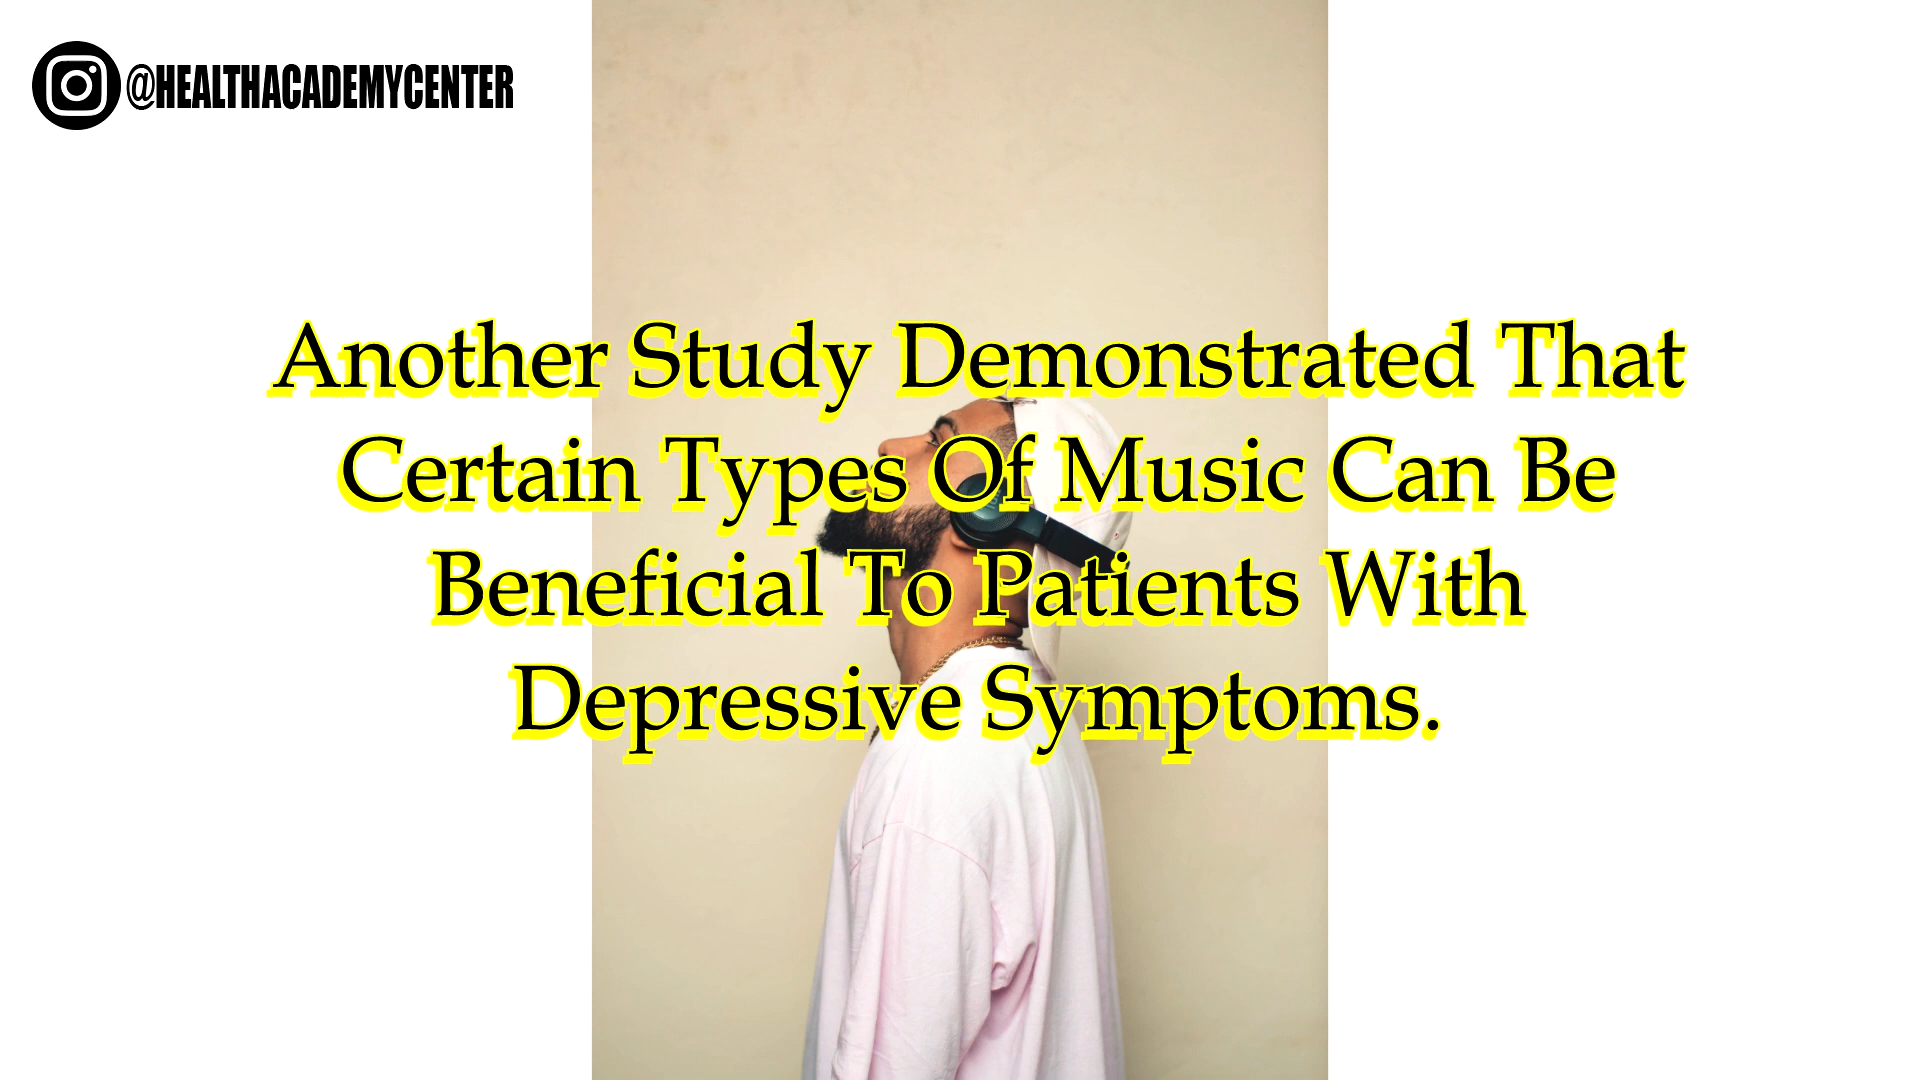 @HEALTHACADEMYCENTER
Another Study Demonstrated That
Certain Types Of Music Can Be
Beneficial To Patients With
Depressive Symptoms.